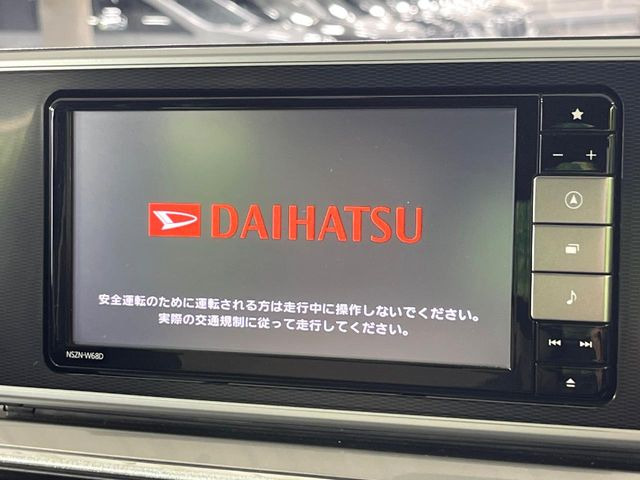 DAIHATSU
安全運転のために運転される方は走行中に操作しないでください。
実際の交通規制に従って走行してください。
NSZN-W68D